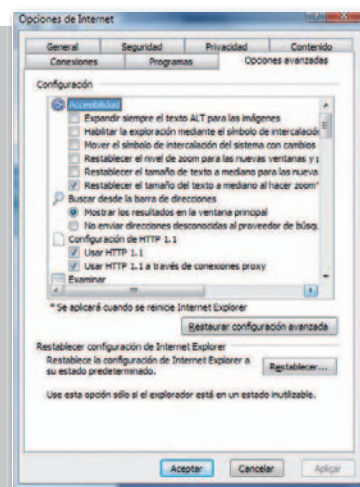 Opciones de Internet
General Seguridad Privacidad Contenido
Conexiones Programas Opciones avanzadas
Configuración
Accesibilidad
Expandir siempre el texto ALT para las imágenes
Habilitar la exploración mediante el símbolo de intercalació
Mover el símbolo de intercalación del sistema con cambios
Restablecer el nivel de zoom para las nuevas ventanas y p
Restablecer el tamaño de texto a mediano para las nueva
Restablecer el tamaño del texto a mediano al hacer zoom*
Buscar desde la barra de direcciones
Mostrar los resultados en la ventana principal
No enviar direcciones desconocidas al proveedor de búsq
Configuración de HTTP 1.1
Usar HTTP 1.1
Usar HTTP 1.1 a través de conexiones proxy
Examinar
* Se aplicará cuando se reinicie Internet Explorer
Restaurar configuración avanzada
Restablecer configuración de Internet Explorer
Restablece la configuración de Internet Explorer a
su estado predeterminado.
Restablecer...
Use esta opción sólo si el explorador está en un estado inutilizable.
Aceptar Cancelar Aplicar